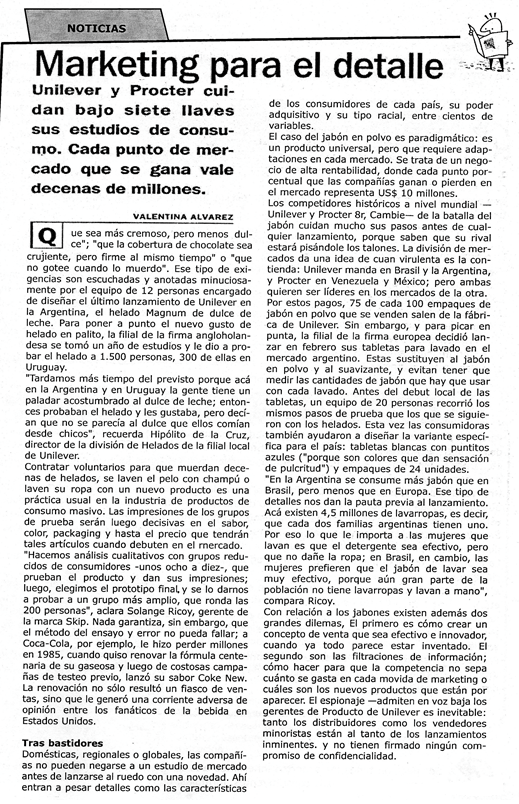 NOTICIAS
Marketing para el detalle
Unilever y Procter cui-
dan bajo siete llaves
sus estudios de consu-
mo. Cada punto de mer-
cado que se gana vale
decenas de millones.
VALENTINA ALVAREZ
Que sea más cremoso, pero menos dul-
ce"; "que la cobertura de chocolate sea
crujiente, pero firme al mismo tiempo" o "que
no gotee cuando lo muerdo". Ese tipo de exi-
gencias son escuchadas y anotadas minuciosa-
mente por el equipo de 12 personas encargado
de diseñar el último lanzamiento de Unilever en
la Argentina, el helado Magnum de dulce de
leche. Para poner a punto el nuevo gusto de
helado en palito, la filial de la firma angloholan-
desa se tomó un año de estudios y le dio a pro-
bar el helado a 1.500 personas, 300 de ellas en
Uruguay.
"Tardamos más tiempo del previsto porque acá
en la Argentina y en Uruguay la gente tiene un
paladar acostumbrado al dulce de leche; enton-
ces probaban el helado y les gustaba, pero decí-
an que no se parecía al dulce que ellos comían
desde chicos", recuerda Hipólito de la Cruz,
director de la división de Helados de la filial local
de Unilever.
Contratar voluntarios para que muerdan dece-
nas de helados, se laven el pelo con champú o
laven su ropa con un nuevo producto es una
práctica usual en la industria de productos de
consumo masivo. Las impresiones de los grupos
de prueba serán luego decisivas en el sabor,
color, packaging y hasta el precio que tendrán
tales artículos cuando debuten en el mercado.
"Hacemos análisis cualitativos con grupos redu-
cidos de consumidores -unos ocho a diez-, que
prueban el producto y dan sus impresiones;
luego, elegimos el prototipo final y se lo damos
a probar a un grupo más amplio, que ronda las
200 personas", aclara Solange Ricoy, gerente de
la marca Skip. Nada garantiza, sin embargo, que
el método del ensayo y error no pueda fallar; a
Coca-Cola, por ejemplo, le hizo perder millones
en 1985, cuando quiso renovar la fórmula cente-
naria de su gaseosa y luego de costosas campa-
ñas de testeo previo, lanzó su sabor Coke New.
La renovación no sólo resultó un fiasco de ven-
tas, sino que le generó una corriente adversa de
opinión entre los fanáticos de la bebida en
Estados Unidos.
Tras bastidores
Domésticas, regionales o globales, las compañí-
as no pueden negarse a un estudio de mercado
antes de lanzarse al ruedo con una novedad. Ahí
entran a pesar detalles como las características
de los consumidores de cada país, su poder
adquisitivo y su tipo racial, entre cientos de
variables.
El caso del jabón en polvo es paradigmático: es
un producto universal, pero que requiere adap-
taciones en cada mercado. Se trata de un nego-
cio de alta rentabilidad, donde cada punto por-
centual que las compañías ganan o pierden en
el mercado representa US$ 10 millones.
Los competidores históricos a nivel mundial —
Unilever y Procter 8r, Cambie— de la batalla del
jabón cuidan mucho sus pasos antes de cual-
quier lanzamiento, porque saben que su rival
estará pisándole los talones. La división de mer-
cados da una idea de cuan virulenta es la con-
tienda: Unilever manda en Brasil y la Argentina,
y Procter en Venezuela y México; pero ambas
quieren ser líderes en los mercados de la otra.
Por estos pagos, 75 de cada 100 empaques de
jabón en polvo que se venden salen de la fábri-
ca de Unilever. Sin embargo, y para picar en
punta, la filial de la firma europea decidió lan-
zar en febrero sus tabletas para lavado en el
mercado argentino. Estas sustituyen al jabón
en polvo y al suavizante, y evitan tener que
medir las cantidades de jabón que hay que usar
con cada lavado. Antes del debut local de las
tabletas, un equipo de 20 personas recorrió los
mismos pasos de prueba que los que se siguie-
ron con los helados. Esta vez las consumidoras
también ayudaron a diseñar la variante especí-
fica para el país: tabletas blancas con puntitos
azules ("porque son colores que dan sensación
de pulcritud") y empaques de 24 unidades.
"En la Argentina se consume más jabón que en
Brasil, pero menos que en Europa. Ese tipo de
detalles nos dan la pauta previa al lanzamiento.
Acá existen 4,5 millones de lavarropas, es decir,
que cada dos familias argentinas tienen uno.
Por eso lo que le importa a las mujeres que
lavan es que el detergente sea efectivo, pero
que no dañe la ropa; en Brasil, en cambio, las
mujeres prefieren que el jabón de lavar sea
muy efectivo, porque aún gran parte de la
población no tiene lavarropas y lavan a mano",
compara Ricoy.
Con relación a los jabones existen además dos
grandes dilemas, El primero es cómo crear un
concepto de venta que sea efectivo e innovador,
cuando ya todo parece estar inventado. El
segundo son las filtraciones de información;
cómo hacer para que la competencia no sepa
cuánto se gasta en cada movida de marketing o
cuáles son los nuevos productos que están por
aparecer. El espionaje —admiten en voz baja los
gerentes de Producto de Unilever es inevitable:
tanto los distribuidores como los vendedores
minoristas están al tanto de los lanzamientos
inminentes. y no tienen firmado ningún com-
promiso de confidencialidad.